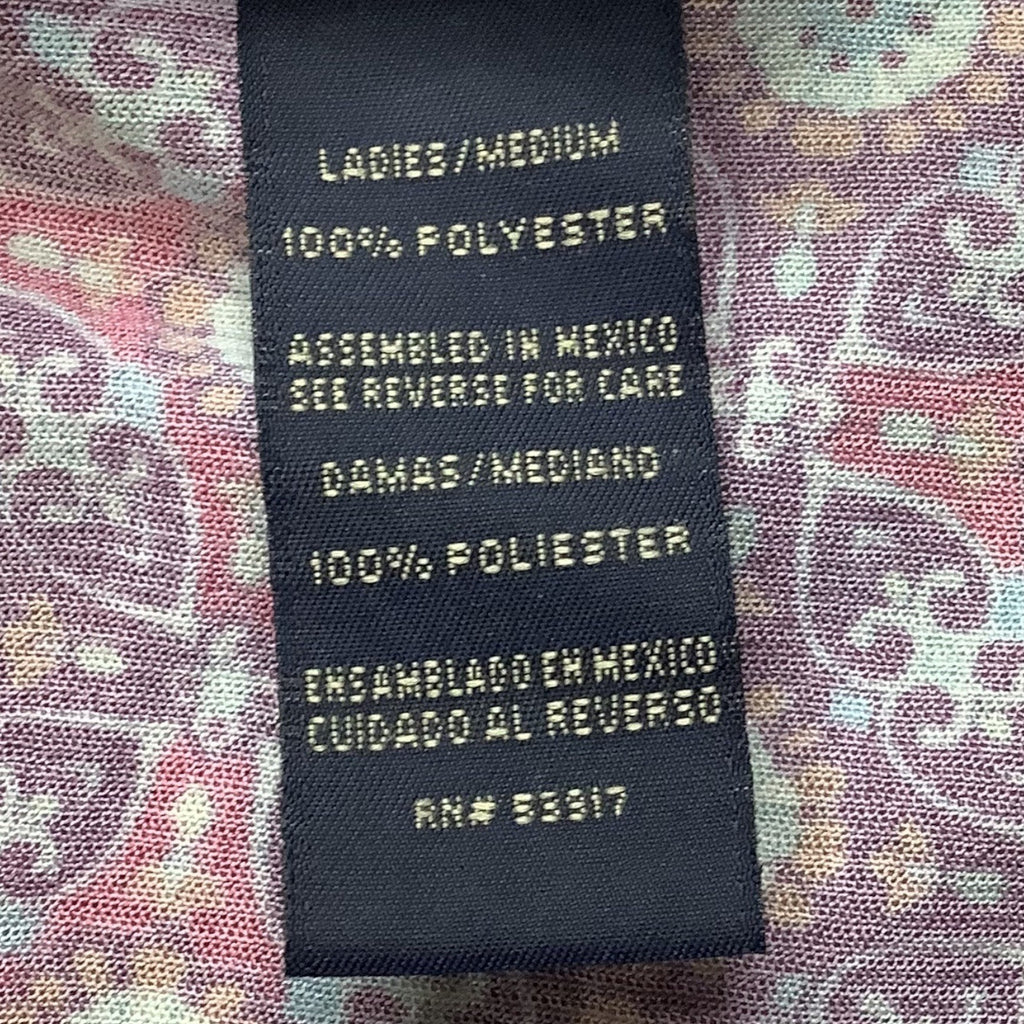 LADIES/MEDIUM
100% POLYESTER
ASSEMBLED IN MEXICO
SEE REVERSE FOR CARE
DAMAS/MEDIANO
100% POLIESTER
ENSAMBLADO EN MEXICO
CUIDADO AL REVERSO
RN#